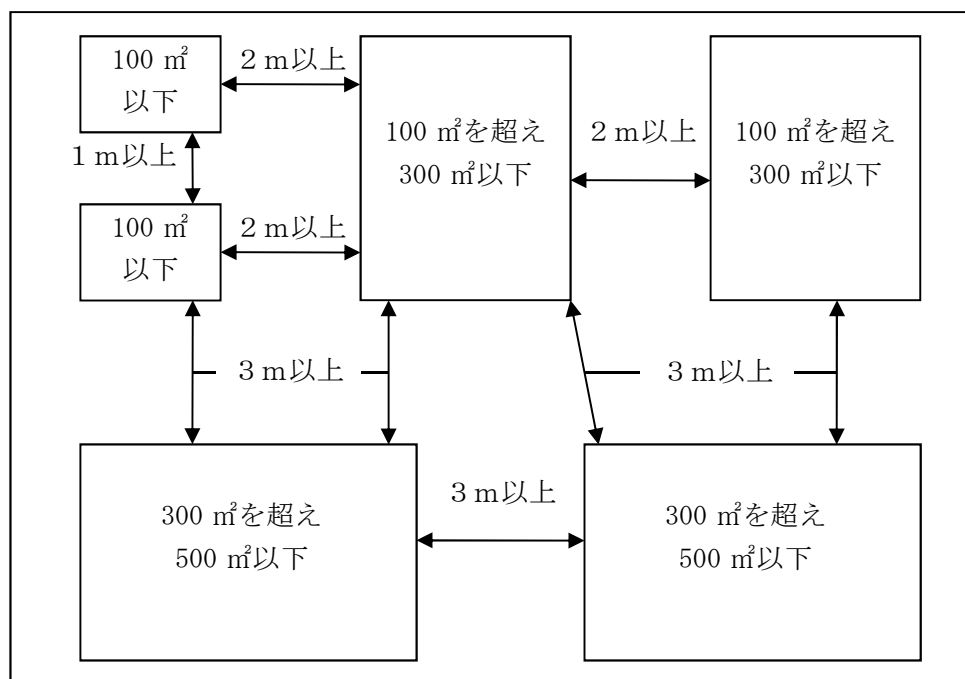 100 ㎡
以下
２ｍ以上
100 ㎡を超え
300 ㎡以下
２ｍ以上
100 ㎡を超え
300 ㎡以下
１ｍ以上
100 ㎡
以下
２ｍ以上
３ｍ以上
３ｍ以上
300 ㎡を超え
500 ㎡以下
３ｍ以上
300 ㎡を超え
500 ㎡以下